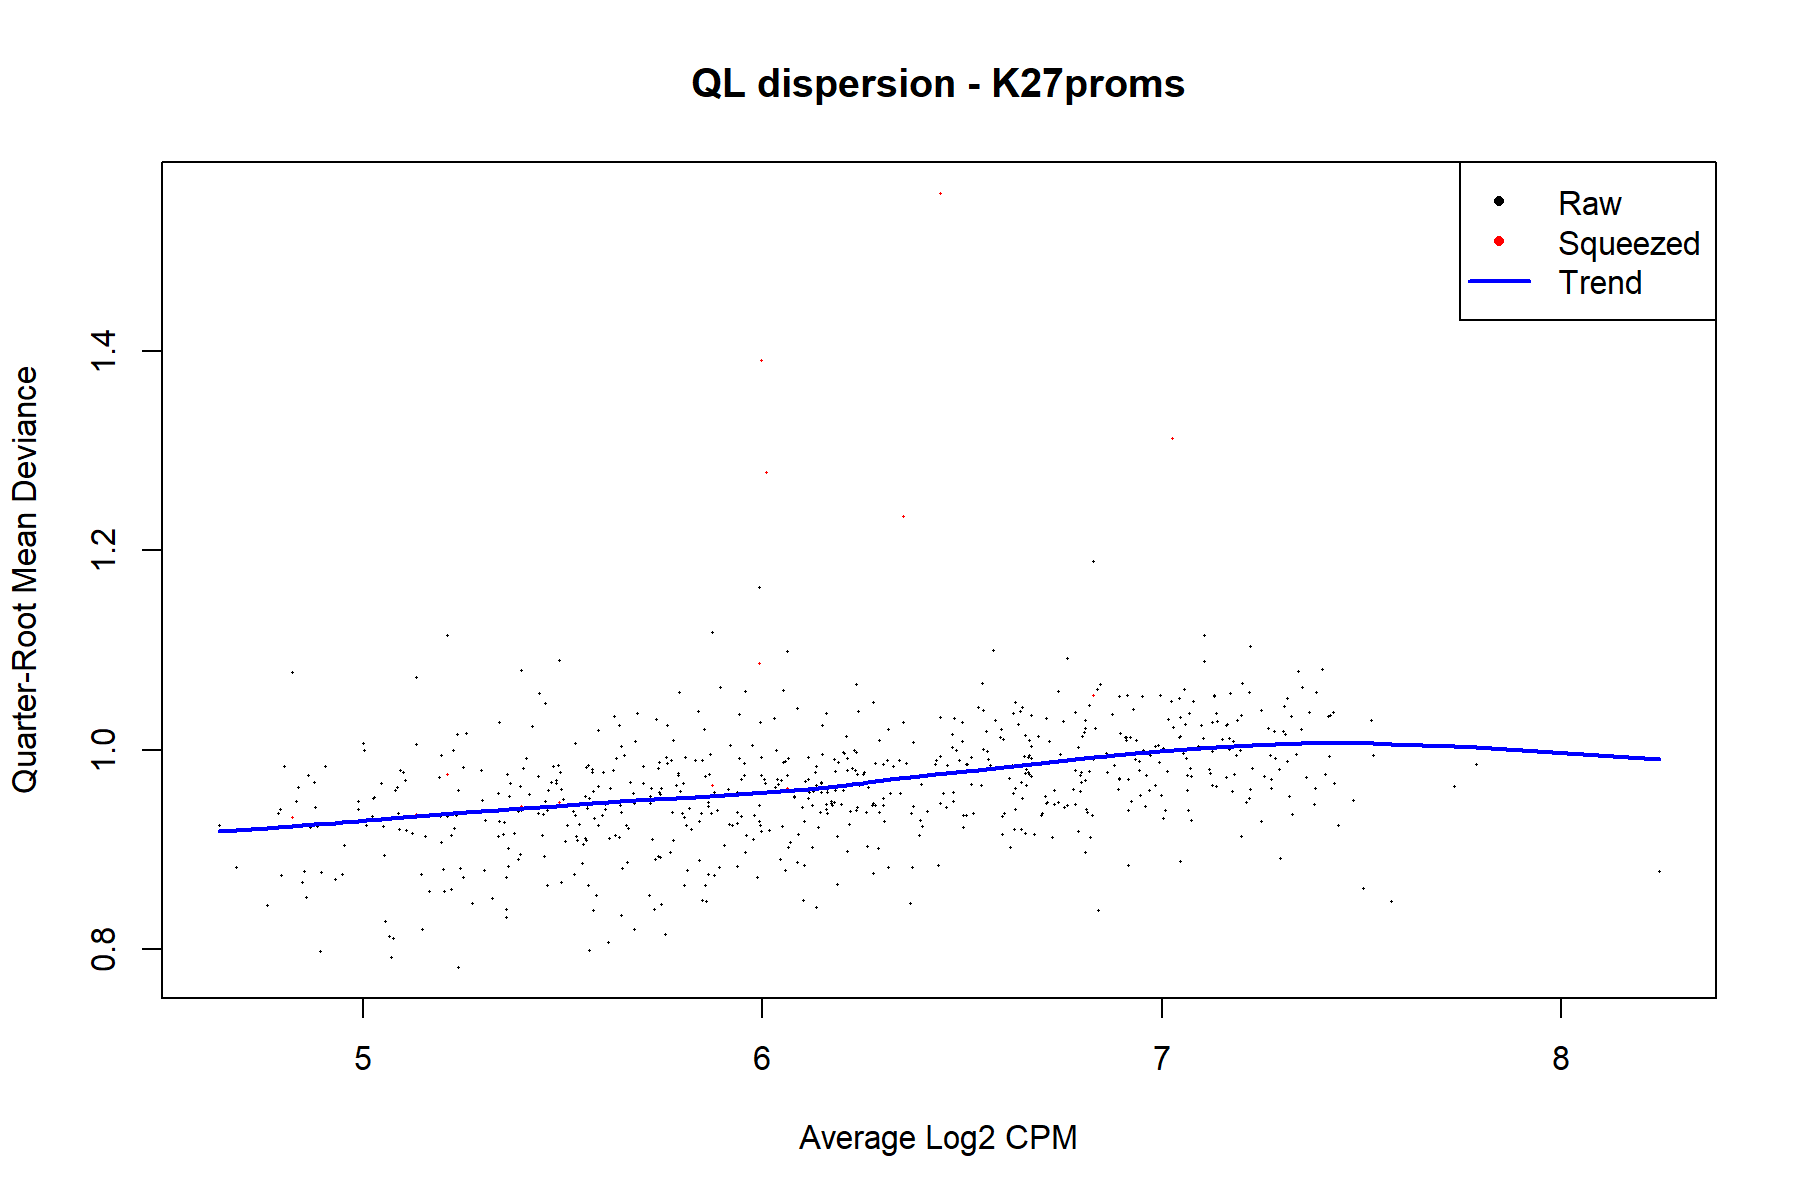 QL dispersion - K27proms
Raw
Squeezed
Trend
Quarter-Root Mean Deviance
1.4
1.2
1.0
0.8
5 6 7 8
Average Log2 CPM